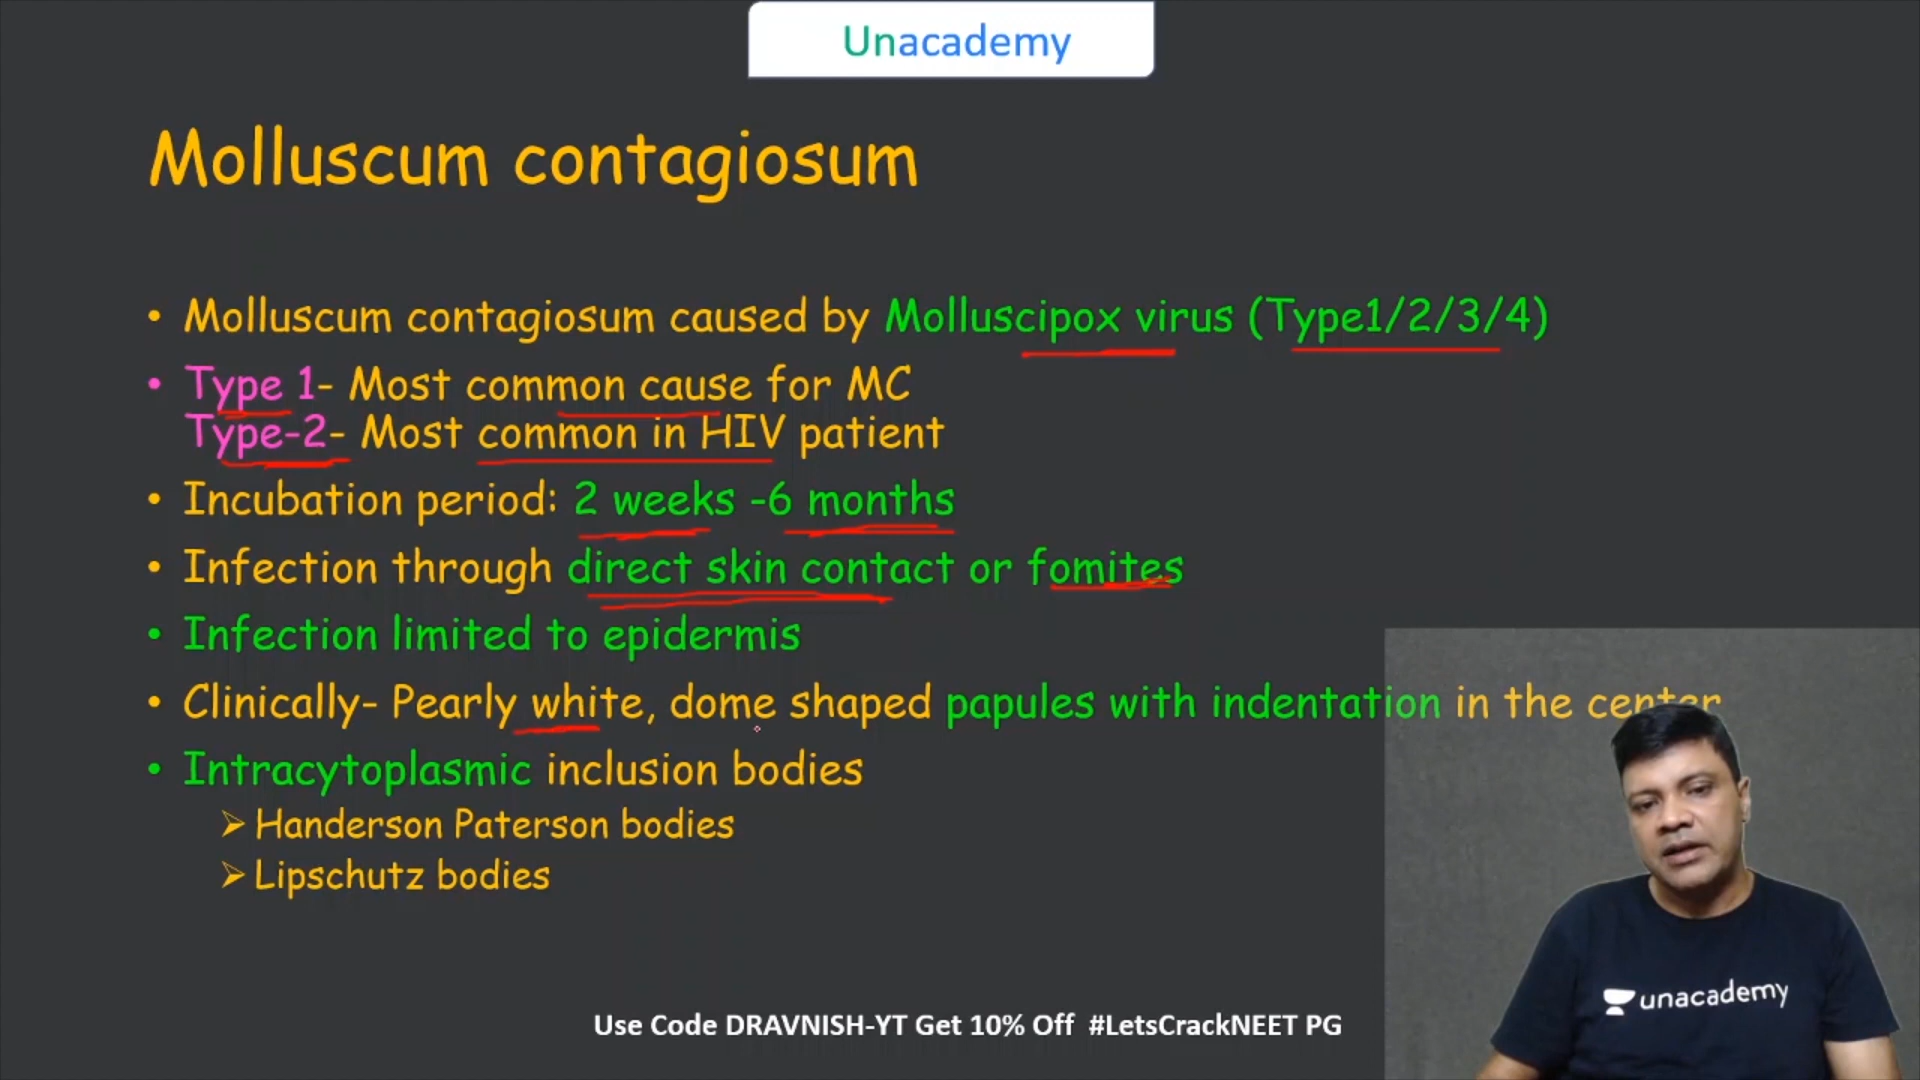 Unacademy
Molluscum contagiosum
• Molluscum contagiosum caused by Molluscipox virus (Type1/2/3/4)
• Type 1- Most common cause for MC
Type-2- Most common in HIV patient
• Incubation period: 2 weeks -6 months
• Infection through direct skin contact or fomites
• Infection limited to epidermis
• Clinically- Pearly white, dome shaped papules with indentation in the center
• Intracytoplasmic inclusion bodies
➢ Handerson Paterson bodies
➢ Lipschutz bodies
unacademy
Use Code DRAVNISH-YT Get 10% Off #LetsCrackNEET PG